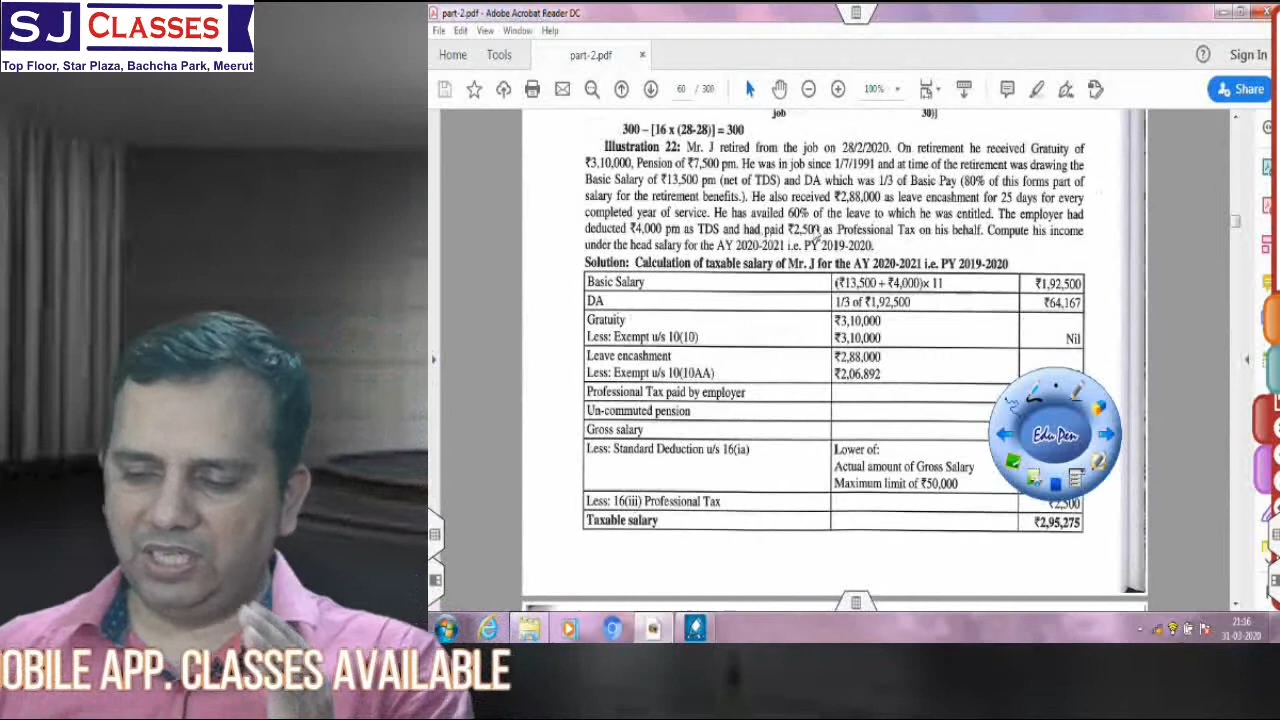 SJ CLASSES
Top Floor, Star Plaza, Bachcha Park, Meerut
part-2.pdf - Adobe Acrobat Reader DC
File Edit View Window Help
Home Tools part-2.pdf × Sign In
60 / 308 100% Share
job 30)]
300 – [16 x (28-28)] = 300
Illustration 22: Mr. J retired from the job on 28/2/2020. On retirement he received Gratuity of
₹3,10,000, Pension of ₹7,500 pm. He was in job since 1/7/1991 and at time of the retirement was drawing the
Basic Salary of ₹13,500 pm (net of TDS) and DA which was 1/3 of Basic Pay (80% of this forms part of
salary for the retirement benefits.). He also received ₹2,88,000 as leave encashment for 25 days for every
completed year of service. He has availed 60% of the leave to which he was entitled. The employer had
deducted ₹4,000 pm as TDS and had paid ₹2,500 as Professional Tax on his behalf. Compute his income
under the head salary for the AY 2020-2021 i.e. PY 2019-2020.
Solution: Calculation of taxable salary of Mr. J for the AY 2020-2021 i.e. PY 2019-2020
Basic Salary (₹13,500 + ₹4,000)x 11 ₹1,92,500
DA 1/3 of ₹1,92,500 ₹64,167
Gratuity ₹3,10,000
Less: Exempt u/s 10(10) ₹3,10,000 Nil
Leave encashment ₹2,88,000
Less: Exempt u/s 10(10AA) ₹2,06,892
Professional Tax paid by employer
Un-commuted pension
Gross salary
Less: Standard Deduction u/s 16(ia) Lower of:
Actual amount of Gross Salary
Maximum limit of ₹50,000
Less: 16(iii) Professional Tax ₹2,500
Taxable salary ₹2,95,275
Edu Pen
21:16
31-03-2020
MOBILE APP. CLASSES AVAILABLE